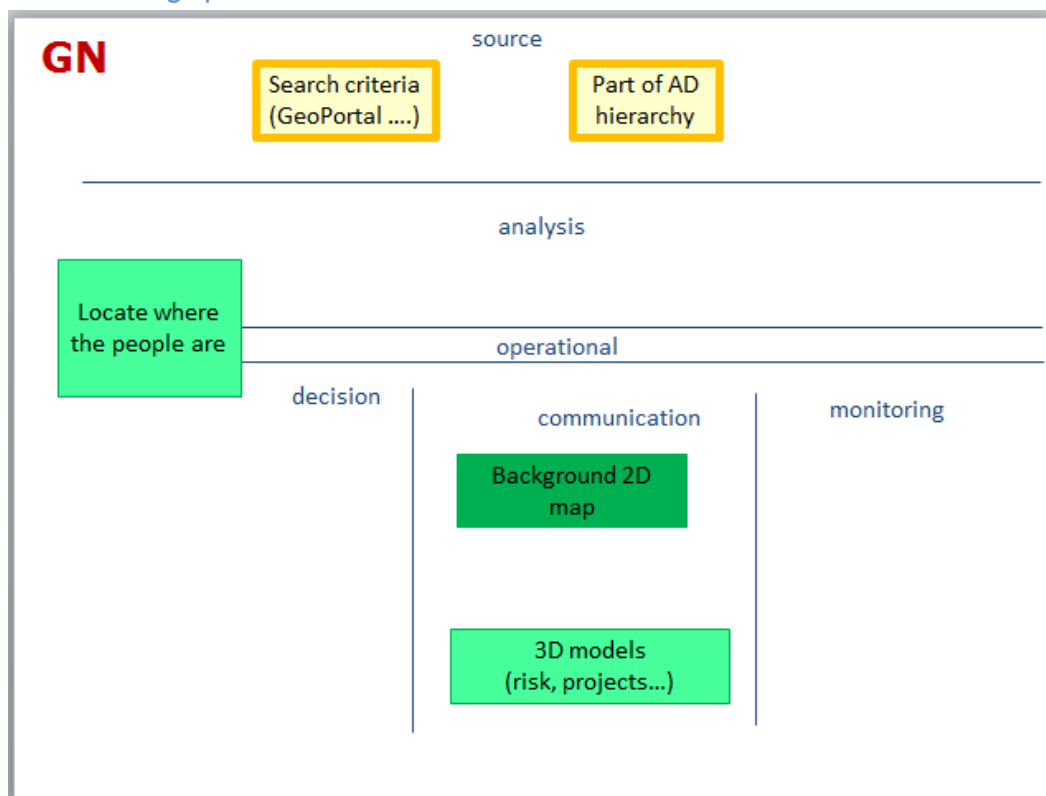 GN
source
Search criteria
(GeoPortal ....)
Part of AD
hierarchy
analysis
Locate where
the people are
operational
decision
communication
monitoring
Background 2D
map
3D models
(risk, projects...)